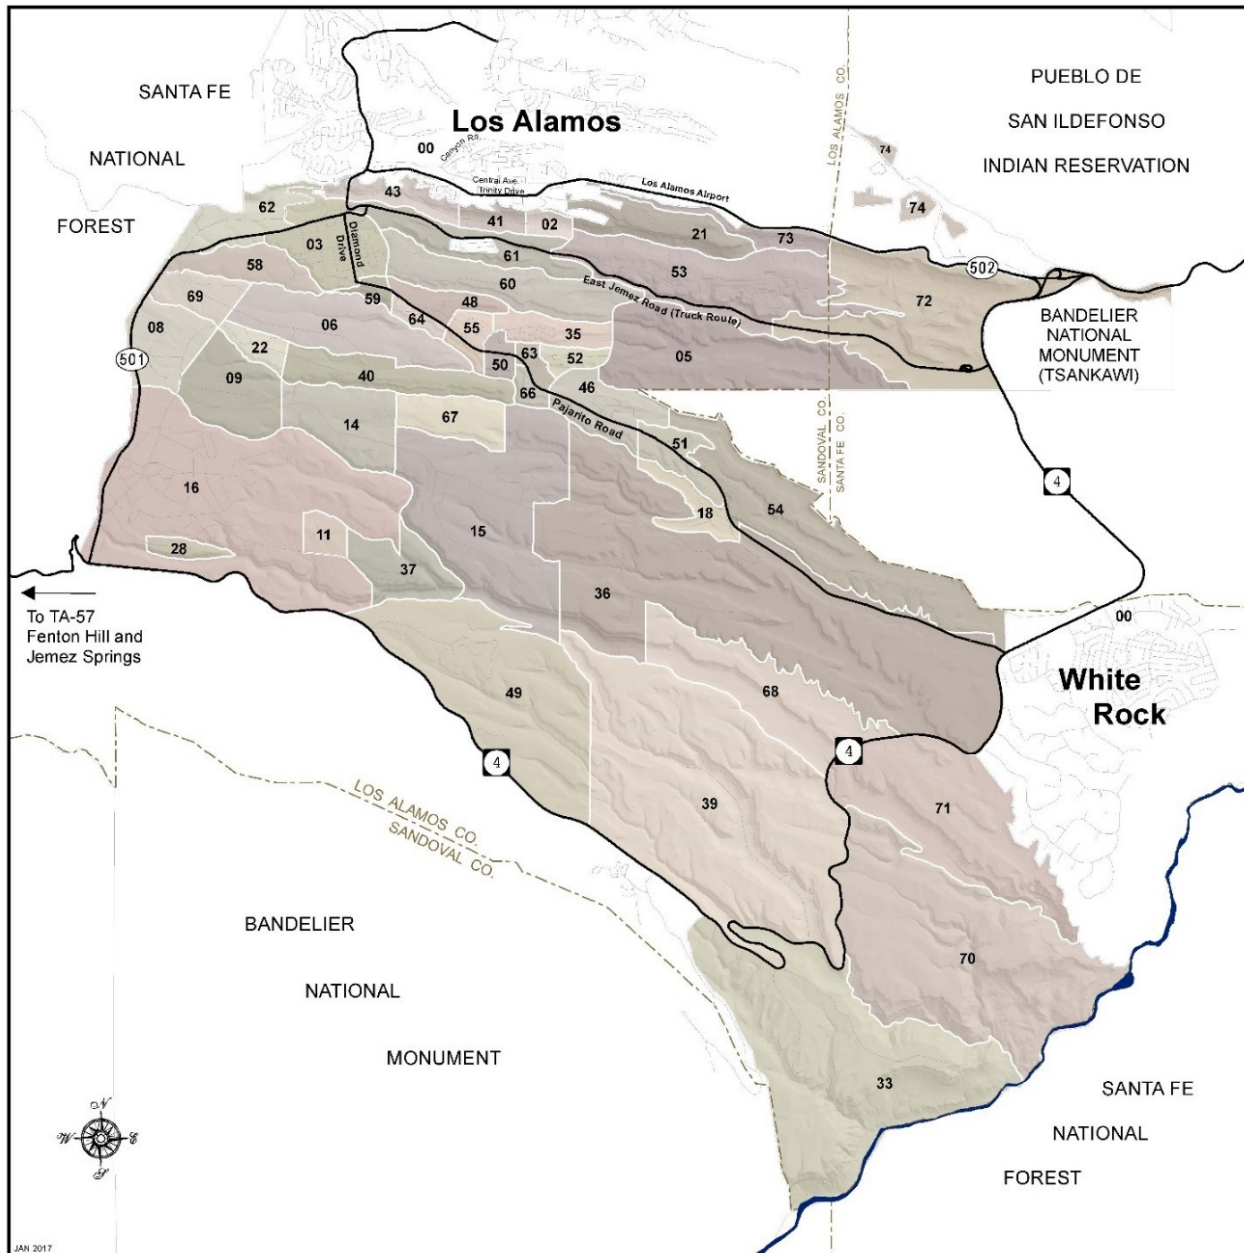 SANTA FE
NATIONAL
FOREST
Los Alamos
00
Canyon Rd.
Central Ave.
Trinity Drive
Los Alamos Airport
LOS ALAMOS CO.
PUEBLO DE
SAN ILDEFONSO
INDIAN RESERVATION
74
74
43
62
41
02
21
73
03
Diamond
Drive
61
53
502
58
60
East Jemez Road (Truck Route)
72
69
59
48
BANDELIER
NATIONAL
MONUMENT
(TSANKAWI)
08
06
64
55
35
501
22
63
52
05
50
09
40
46
66
67
14
Pajarito Road
51
SANDOVAL CO.
SANTA FE CO.
4
16
18
54
11
15
28
37
36
To TA-57
Fenton Hill and
Jemez Springs
00
White
Rock
49
68
4
4
39
71
LOS ALAMOS CO.
SANDOVAL CO.
BANDELIER
NATIONAL
MONUMENT
70
33
SANTA FE
NATIONAL
FOREST
N
E
S
JAN 2017